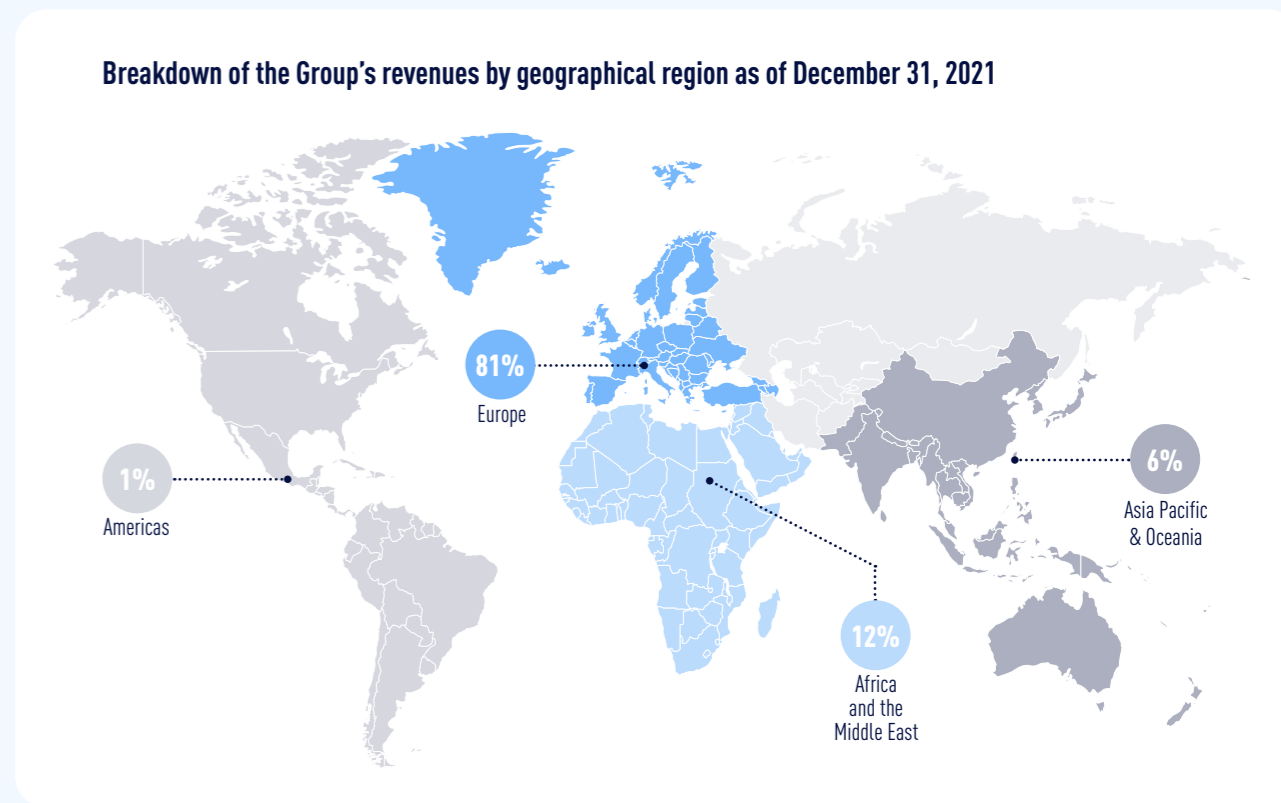 Breakdown of the Group's revenues by geographical region as of December 31, 2021
81%
Europe
1%
Americas
6%
Asia Pacific
& Oceania
12%
Africa
and the
Middle East